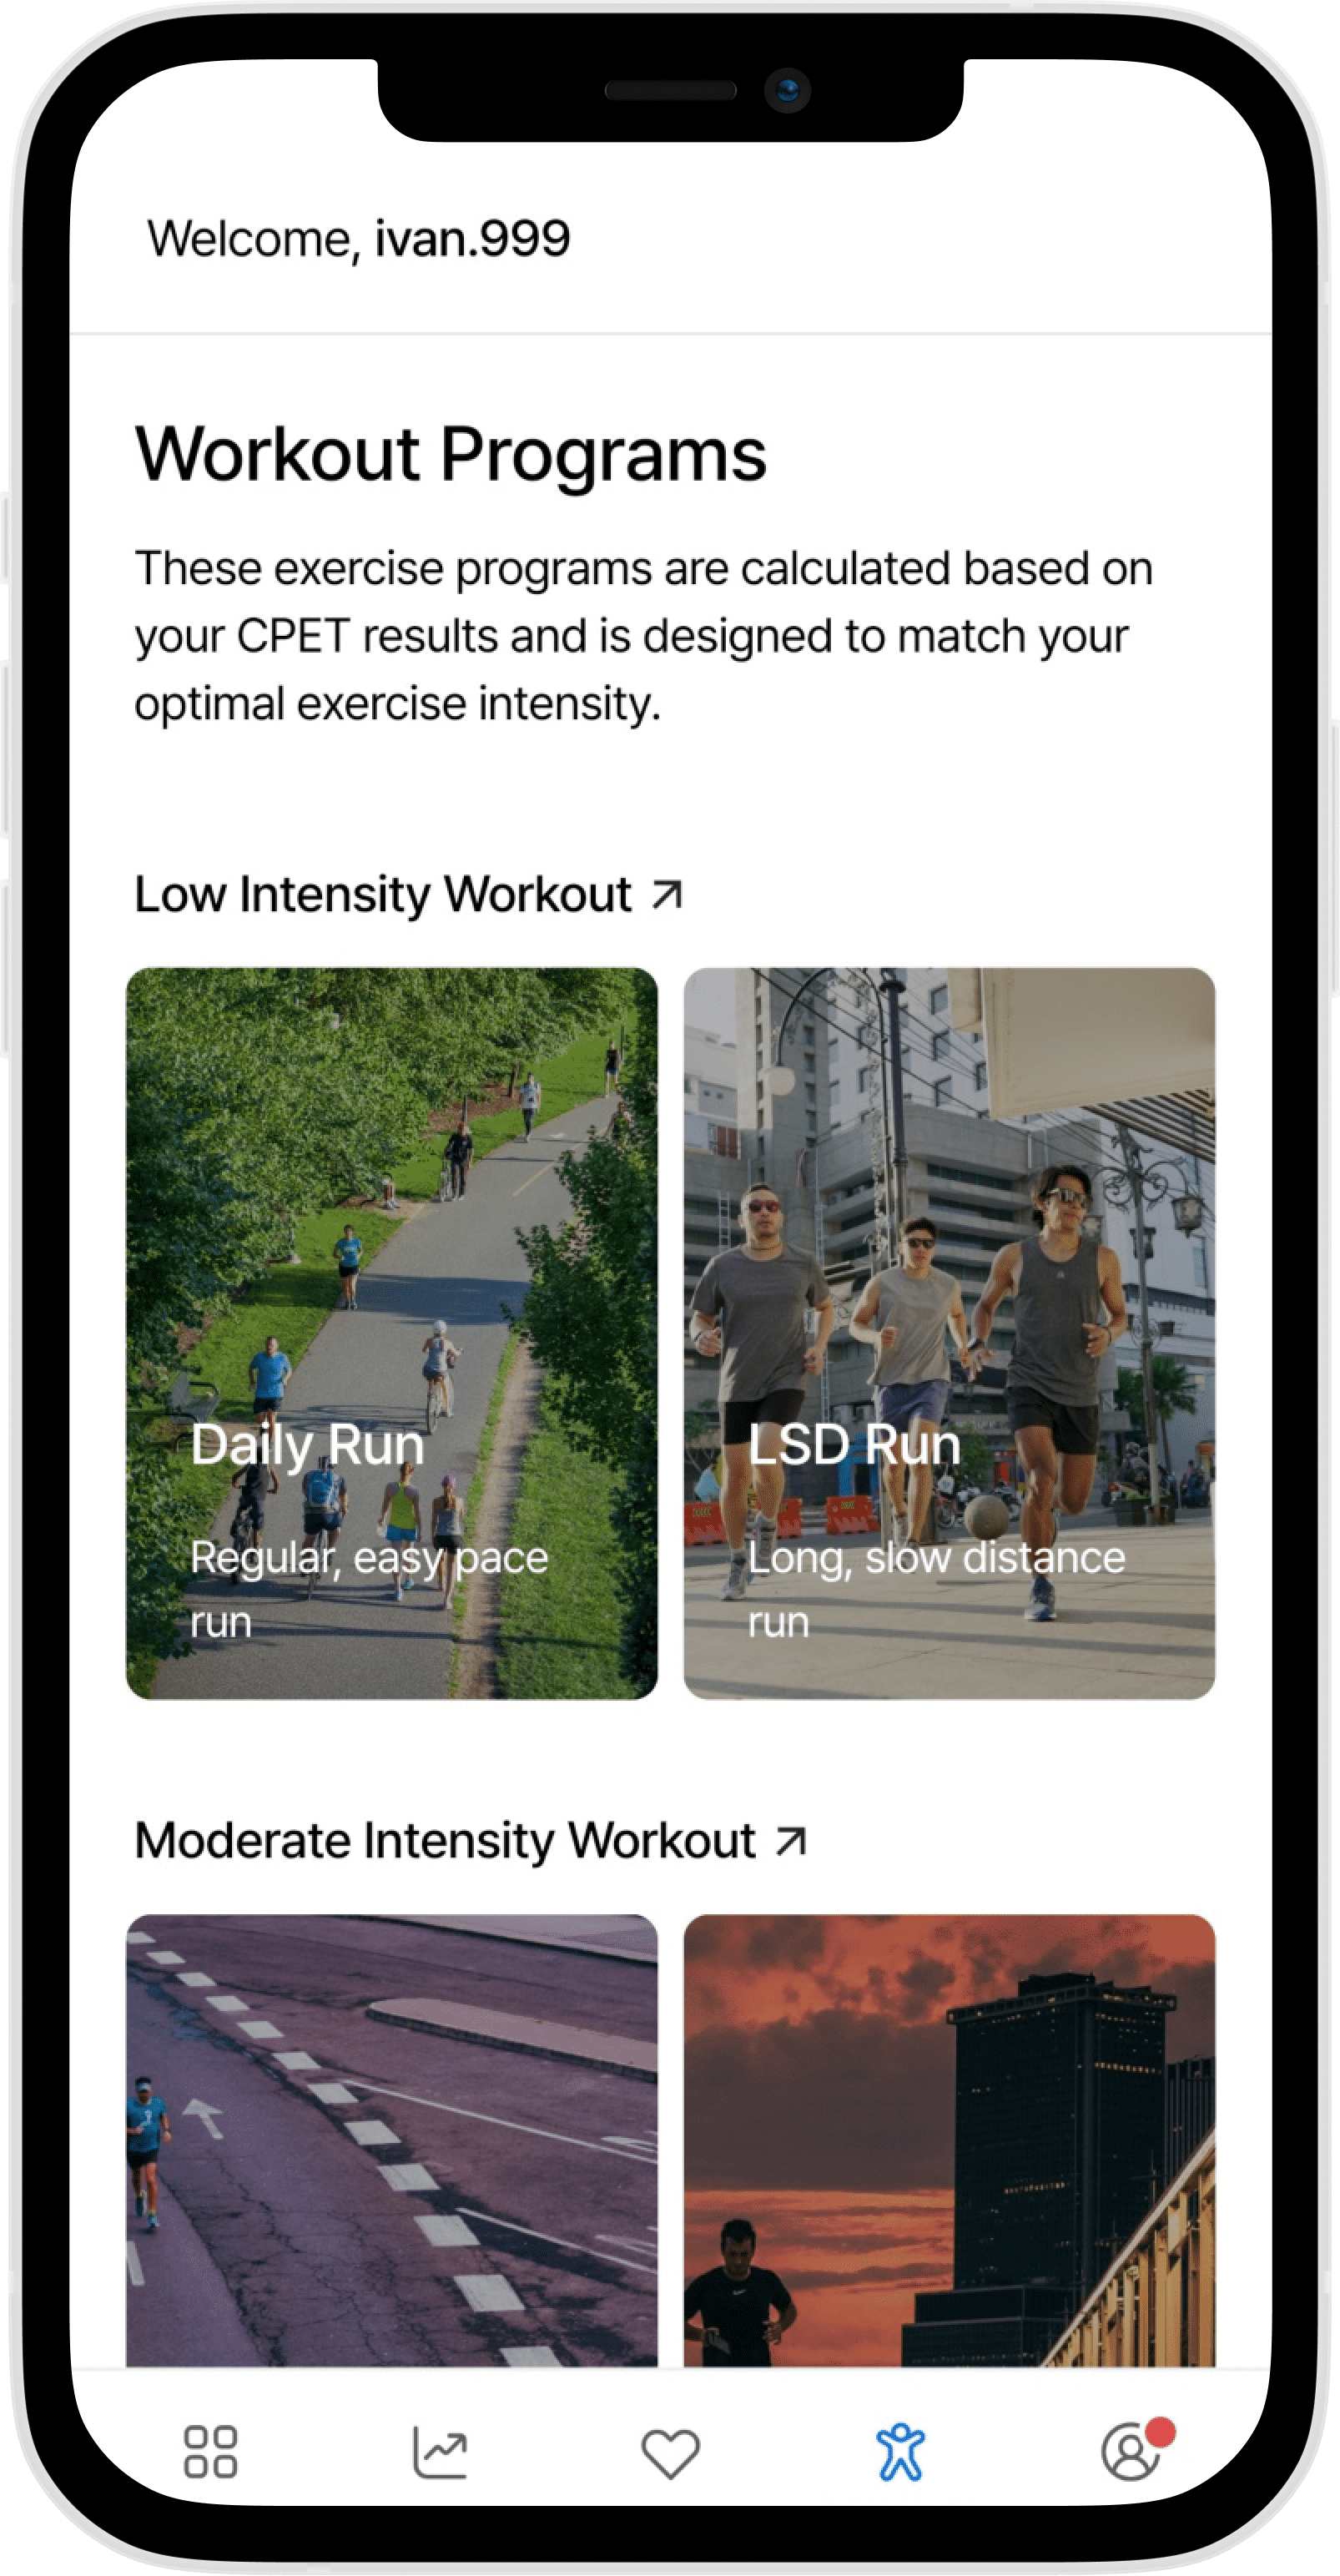 Welcome, ivan.999
Workout Programs
These exercise programs are calculated based on
your CPET results and is designed to match your
optimal exercise intensity.
Low Intensity Workout
Daily Run
Regular, easy pace
run
LSD Run
Long, slow distance
run
Moderate Intensity Workout